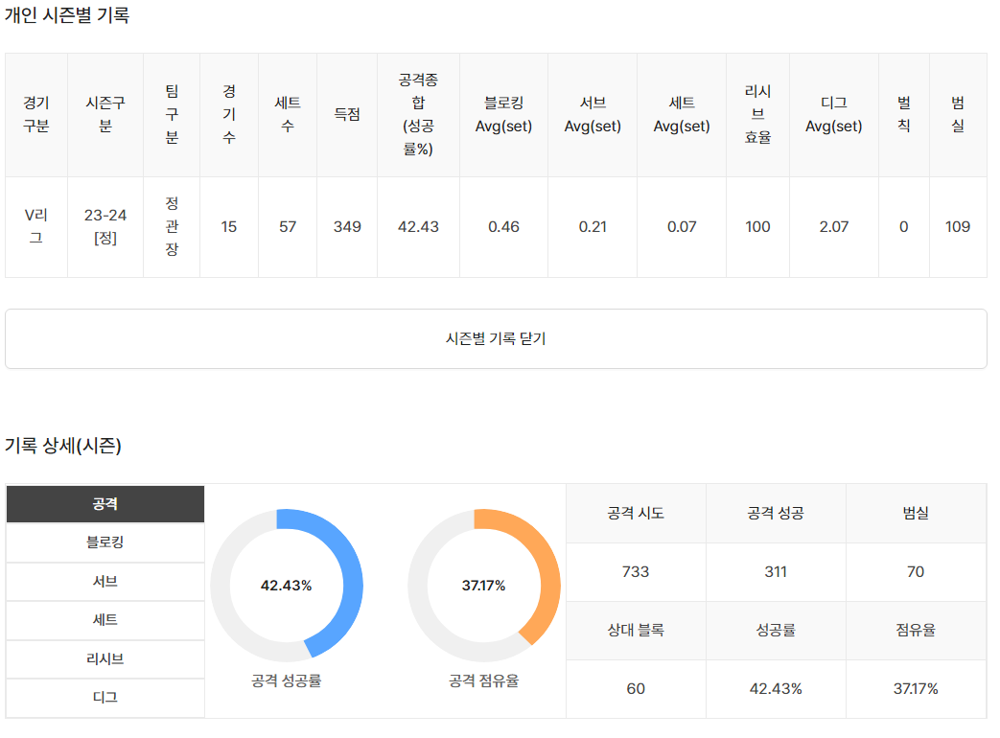 개인 시즌별 기록
경기
구분
시즌구
분
팀
구
분
경
기
수
세트
수
득점
공격종
합
(성공
률%)
블로킹
Avg(set)
서브
Avg(set)
세트
Avg(set)
리시
브
효율
디그
Avg(set)
벌
칙
범
실
V리
그
23-24
[정]
정
관
장
15
57
349
42.43
0.46
0.21
0.07
100
2.07
0
109
시즌별 기록 닫기
기록 상세(시즌)
공격
블로킹
서브
세트
리시브
디그
42.43%
공격 성공률
37.17%
공격 점유율
공격 시도
공격 성공
범실
733
311
70
상대 블록
성공률
점유율
60
42.43%
37.17%